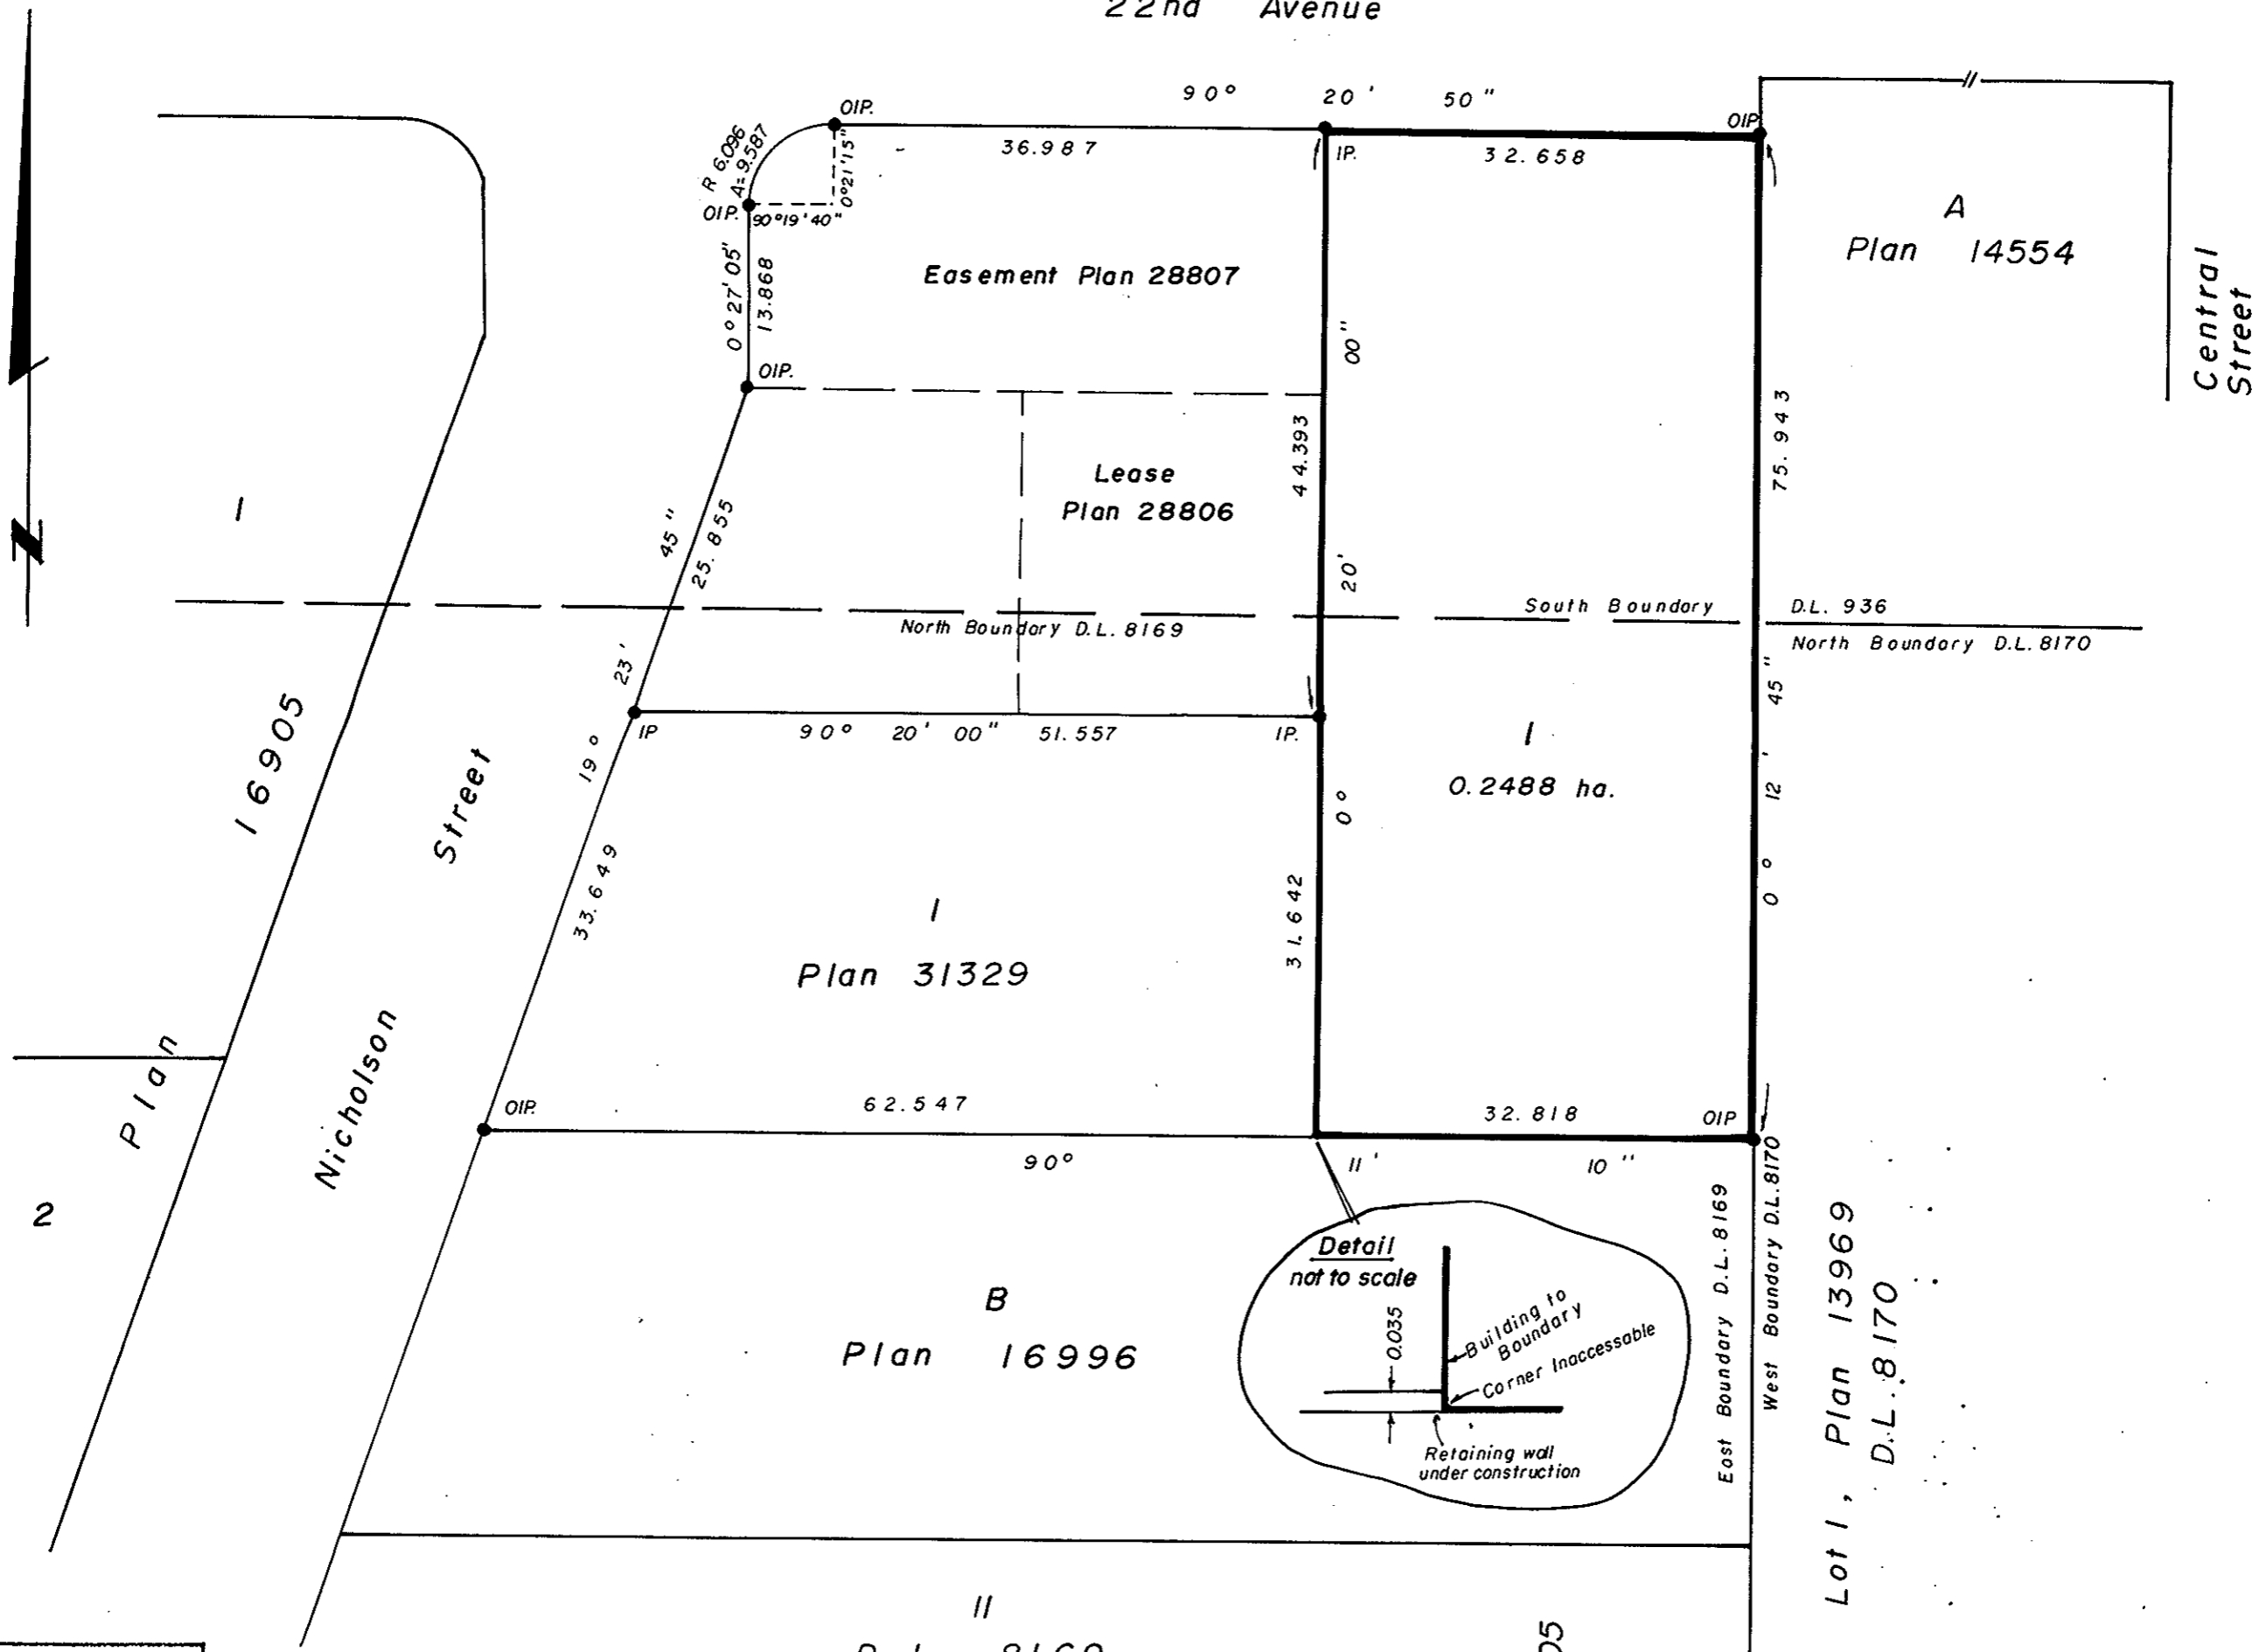 22nd Avenue
90° 20' 50"
OIP.
36.987
IP.
32.658
OIP
R 6.096
A=9.587
0°21'15"
OIP.
90°19'40"
A
Plan 14554
Central
Street
0°27'05"
13.868
Easement Plan 28807
OIP.
0° 20' 00"
44.393
75.943
Lease
Plan 28806
1
N
19° 23' 45"
25.855
South Boundary D.L. 936
North Boundary D.L. 8169
North Boundary D.L. 8170
0° 12' 45"
IP
90° 20' 00" 51.557
IP.
1
0.2488 ha.
Plan 16905
Nicholson Street
33.649
31.642
1
Plan 31329
OIP.
62.547
32.818
OIP
90° 11' 10"
2
East Boundary D.L. 8169
West Boundary D.L. 8170
Lot 1, Plan 13969
D.L. 8170
Detail
not to scale
0.035
Building to
Boundary
Corner Inaccessable
Retaining wall
under construction
B
Plan 16996
11
05